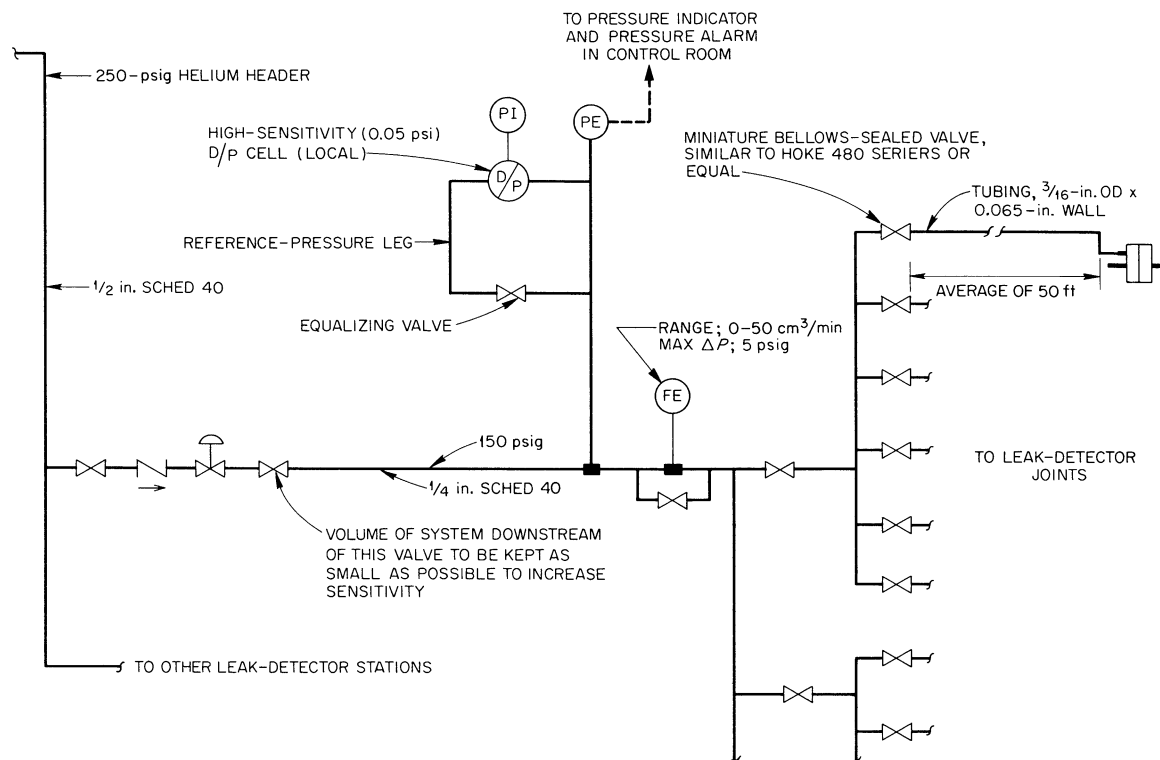 TO PRESSURE INDICATOR
AND PRESSURE ALARM
IN CONTROL ROOM
250-psig HELIUM HEADER
PI
PE
HIGH-SENSITIVITY (0.05 psi)
D/P CELL (LOCAL)
D/P
MINIATURE BELLOWS-SEALED VALVE,
SIMILAR TO HOKE 480 SERIERS OR
EQUAL
TUBING, 3/16-in. OD x
0.065-in. WALL
REFERENCE-PRESSURE LEG
1/2 in. SCHED 40
AVERAGE OF 50 ft
EQUALIZING VALVE
RANGE; 0-50 cm³/min
MAX ΔP; 5 psig
FE
150 psig
1/4 in. SCHED 40
TO LEAK-DETECTOR
JOINTS
VOLUME OF SYSTEM DOWNSTREAM
OF THIS VALVE TO BE KEPT AS
SMALL AS POSSIBLE TO INCREASE
SENSITIVITY
TO OTHER LEAK-DETECTOR STATIONS